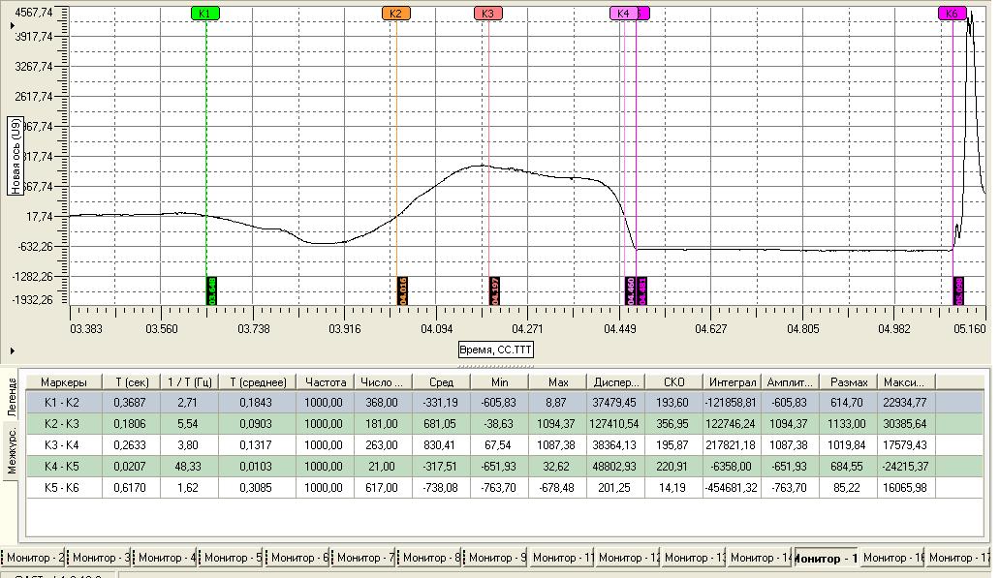 K1 K2 K3 K4 K6
4567,74
3917,74
3267,74
2617,74
17,74
-632,26
-1282,26
-1932,26
Новая ось (U9)
03.648 04.016 04.197 04.460 04.481 05.098
03.383 03.560 03.738 03.916 04.094 04.271 04.449 04.627 04.805 04.982 05.160
Время, СС.ТТТ
Легенда
Межкурс.
Маркеры T (сек) 1 / T (Гц) T (среднее) Частота Число ... Сред Min Max Диспер... СКО Интеграл Амплит... Размах Макси...
K1 - K2 0,3687 2,71 0,1843 1000,00 368,00 -331,19 -605,83 8,87 37479,45 193,60 -121858,81 -605,83 614,70 22934,77
K2 - K3 0,1806 5,54 0,0903 1000,00 181,00 681,05 -38,63 1094,37 127410,54 356,95 122746,24 1094,37 1133,00 30385,64
K3 - K4 0,2633 3,80 0,1317 1000,00 263,00 830,41 67,54 1087,38 38364,13 195,87 217821,18 1087,38 1019,84 17579,43
K4 - K5 0,0207 48,33 0,0103 1000,00 21,00 -317,51 -651,93 32,62 48802,93 220,91 -6358,00 -651,93 684,55 -24215,37
K5 - K6 0,6170 1,62 0,3085 1000,00 617,00 -738,08 -763,70 -678,48 201,25 14,19 -454681,32 -763,70 85,22 16065,98
Монитор - 2 Монитор - 3 Монитор - 4 Монитор - 5 Монитор - 6 Монитор - 7 Монитор - 8 Монитор - 9 Монитор - 11 Монитор - 12 Монитор - 13 Монитор - 14 Монитор - 1 Монитор - 16 Монитор - 17